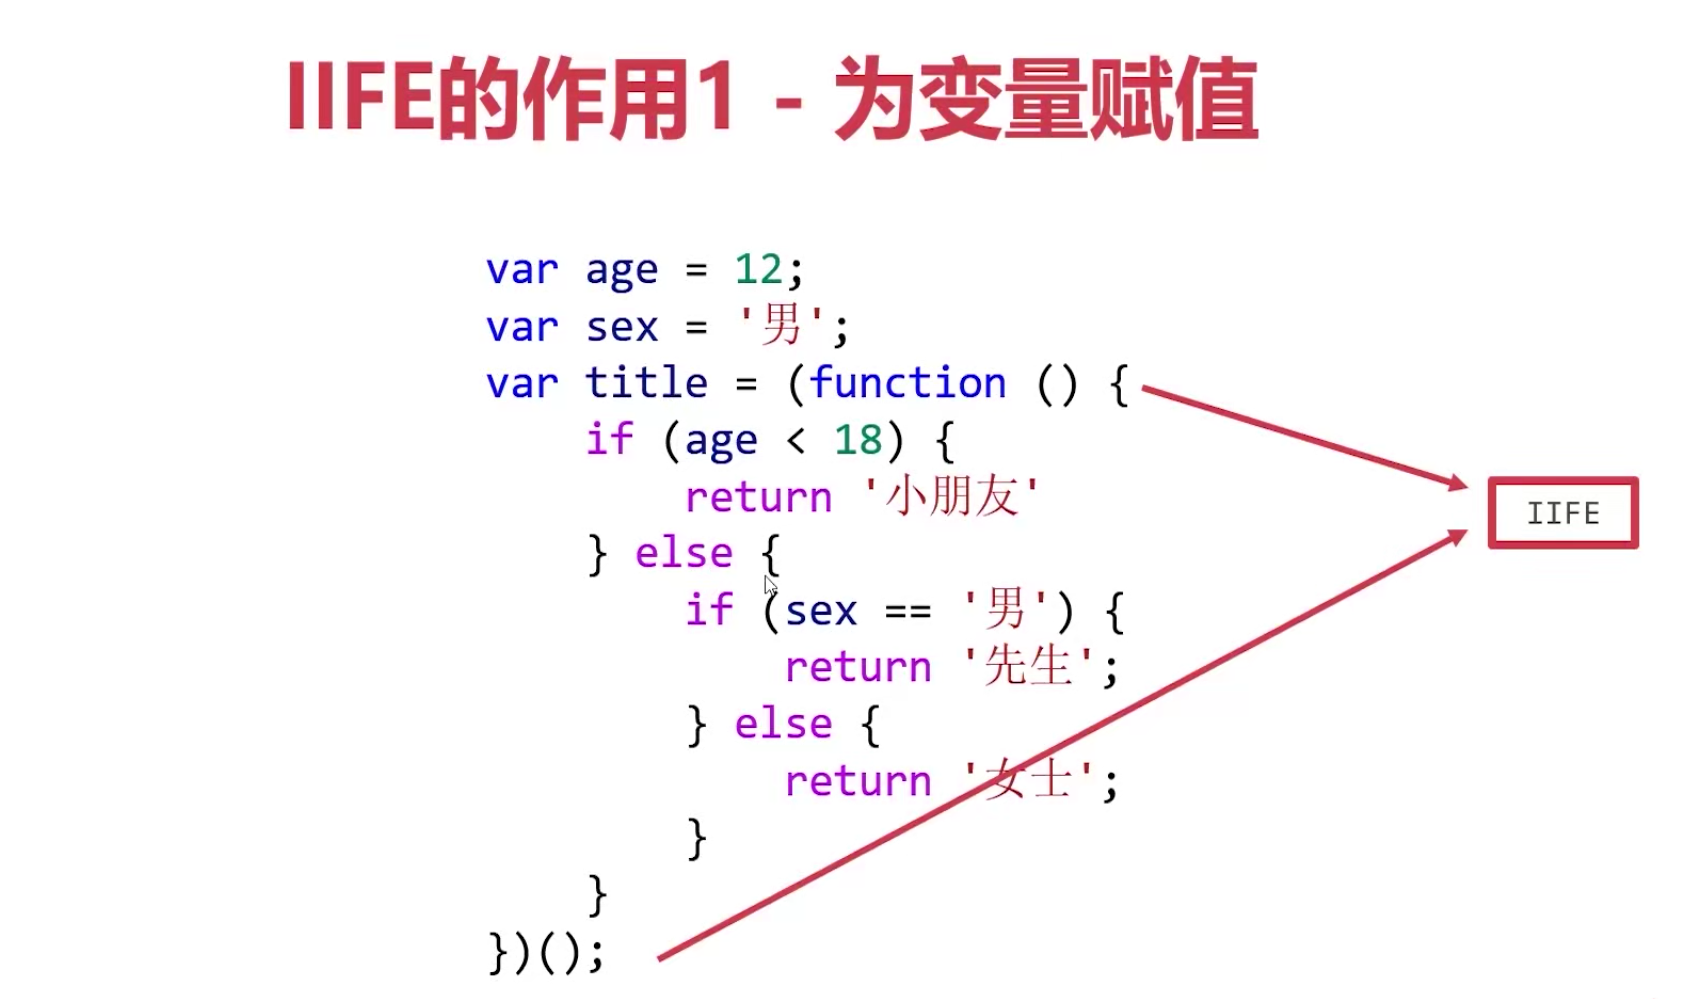 IIFE的作用1 - 为变量赋值
var age = 12;
var sex = '男';
var title = (function () {
    if (age < 18) {
        return '小朋友'
    } else {
        if (sex == '男') {
            return '先生';
        } else {
            return '女士';
        }
    }
})();
IIFE